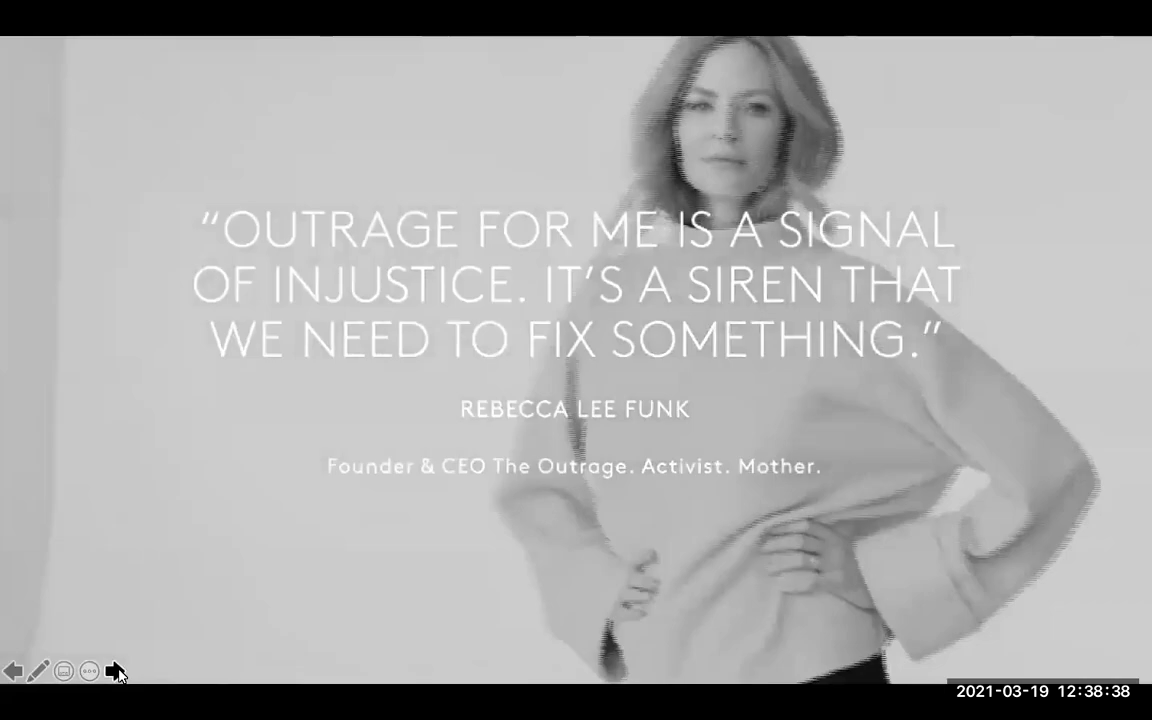 “OUTRAGE FOR ME IS A SIGNAL
OF INJUSTICE. IT’S A SIREN THAT
WE NEED TO FIX SOMETHING.”
REBECCA LEE FUNK
Founder & CEO The Outrage. Activist. Mother.
2021-03-19 12:38:38